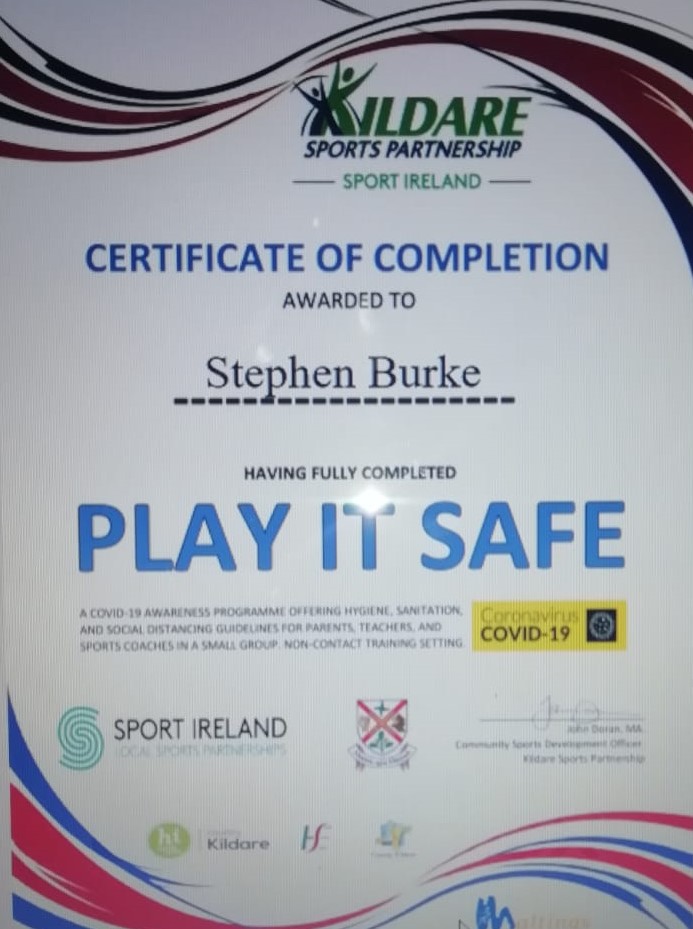 KILDARE
SPORTS PARTNERSHIP
SPORT IRELAND
CERTIFICATE OF COMPLETION
AWARDED TO
Stephen Burke
HAVING FULLY COMPLETED
PLAY IT SAFE
A COVID-19 AWARENESS PROGRAMME OFFERING HYGIENE, SANITATION,
AND SOCIAL DISTANCING GUIDELINES FOR PARENTS, TEACHERS, AND
SPORTS COACHES IN A SMALL GROUP, NON-CONTACT TRAINING SETTING.
Coronavirus
COVID-19
SPORT IRELAND
LOCAL SPORTS PARTNERSHIPS
John Doran, MA
Community Sports Development Officer
Kildare Sports Partnership
hi
Kildare